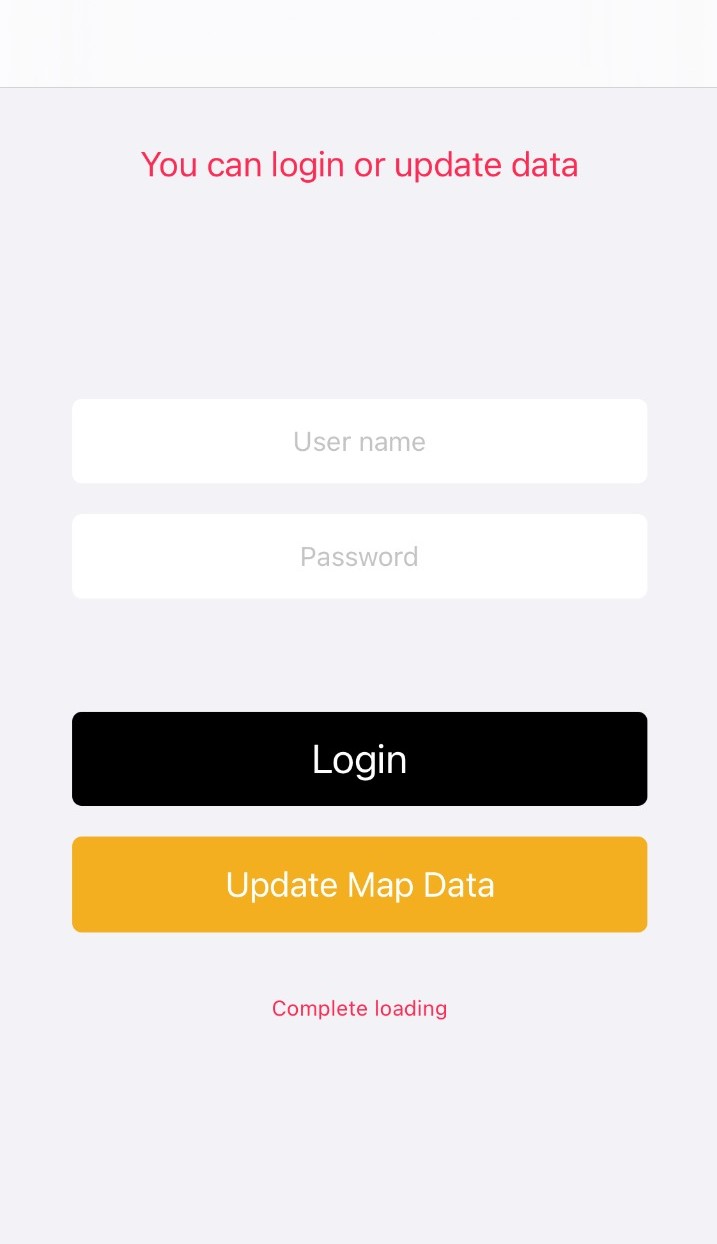 You can login or update data
User name
Password
Login
Update Map Data
Complete loading